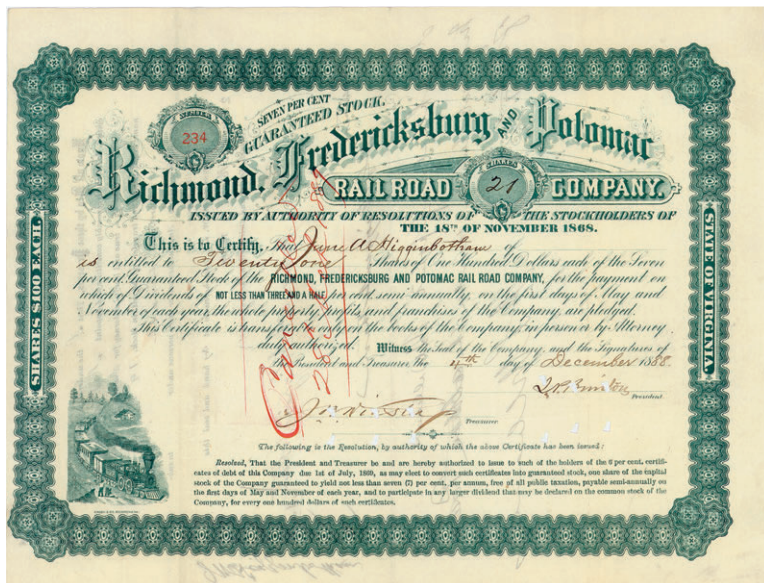 NUMBER
234
SEVEN PER CENT
GUARANTEED STOCK.
Richmond, Fredericksburg AND Potomac
RAIL ROAD
SHARES
21
COMPANY.
ISSUED BY AUTHORITY OF RESOLUTIONS OF THE STOCKHOLDERS OF
THE 18TH OF NOVEMBER 1868.
This is to Certify, That June A Higginbotham of
is entitled to Twenty one Shares of One Hundred Dollars each of the Seven
per cent. Guaranteed Stock of the RICHMOND, FREDERICKSBURG AND POTOMAC RAIL ROAD COMPANY, for the payment on
which of Dividends of NOT LESS THAN THREE AND A HALF per cent semi annually, on the first days of May and
November of each year, the whole property, profits and franchises of the Company, are pledged.
This Certificate is transferable only on the books of the Company, in person or by Attorney
duly authorized. Witness the Seal of the Company, and the Signatures of
the President and Treasurer, the 4th day of December 1888.
President.
Treasurer
Cancelled
SHARES $100 EACH.
STATE OF VIRGINIA.
The following is the Resolution, by authority of which the above Certificate has been issued:
Resolved, That the President and Treasurer be and are hereby authorized to issue to such of the holders of the 6 per cent. certifi-
cates of debt of this Company due 1st of July, 1869, as may elect to convert such certificates into guaranteed stock, one share of the capital
stock of the Company guaranteed to yield not less than seven (7) per cent. per annum, free of all public taxation, payable semi-annually on
the first days of May and November of each year, and to participate in any larger dividend that may be declared on the common stock of the
Company, for every one hundred dollars of such certificates.